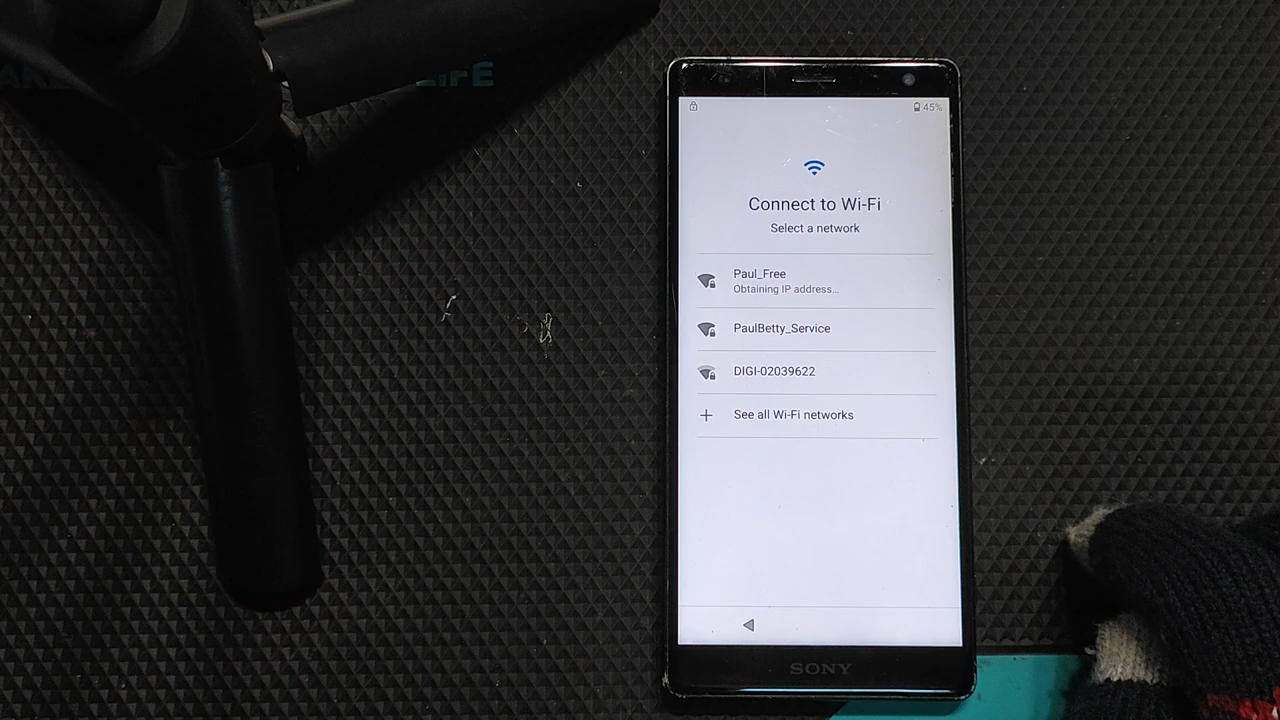 LIFE
45%
Connect to Wi-Fi
Select a network
Paul_Free
Obtaining IP address...
PaulBetty_Service
DIGI-02039622
See all Wi-Fi networks
SONY